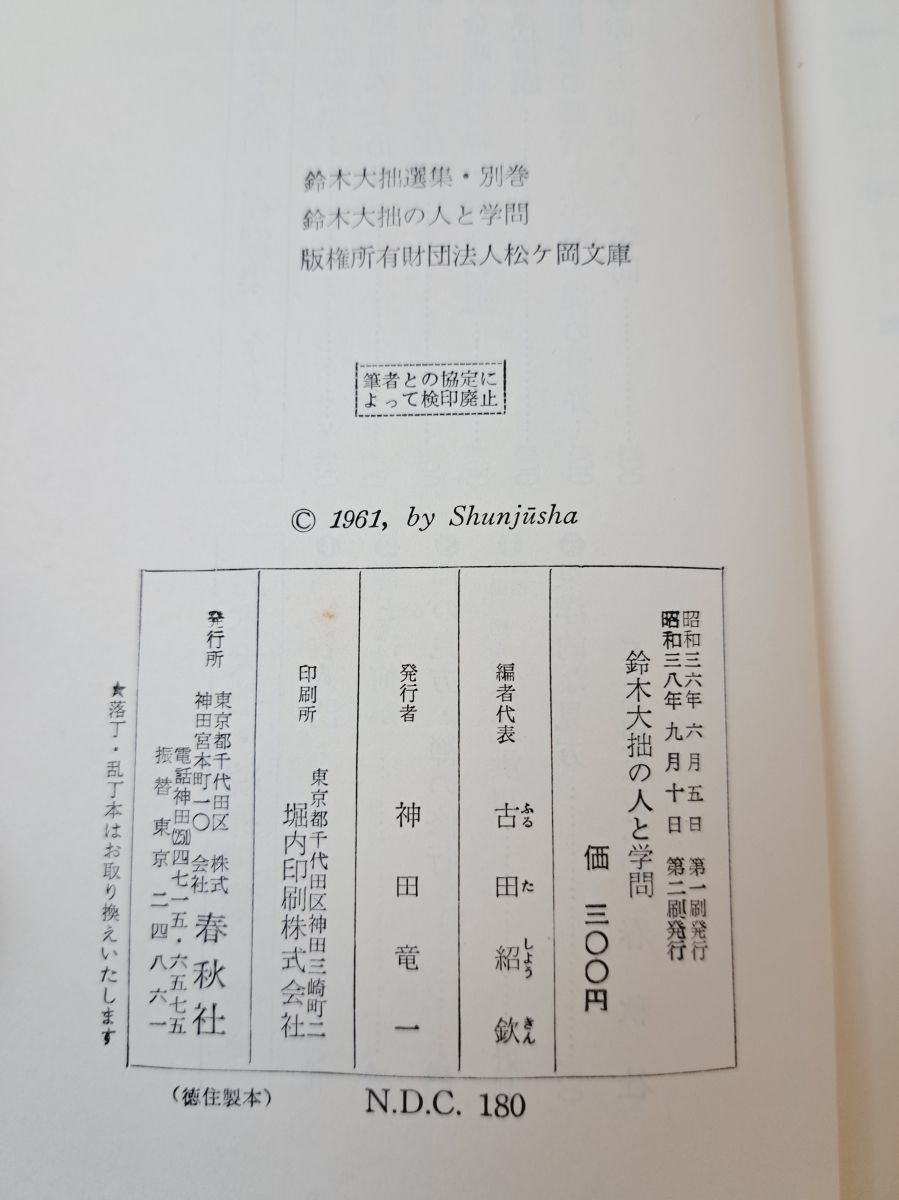 鈴木大拙選集・別巻
鈴木大拙の人と学問
版権所有財団法人松ケ岡文庫
筆者との協定に
よって検印廃止
© 1961, by Shunjūsha
昭和三六年六月五日 第一刷発行
昭和三八年九月十日 第二刷発行
鈴木大拙の人と学問
価 三〇〇円
編者代表 古田紹欽
ふる た しよう きん
発行者 神田竜一
印刷所 東京都千代田区神田三崎町二
堀内印刷株式会社
発行所 東京都千代田区
神田宮本町一〇
株式会社 春秋社
電話神田(251)四七一五・六五七五
振替東京二四八六一
★落丁・乱丁本はお取り換えいたします
(徳住製本)
N.D.C. 180